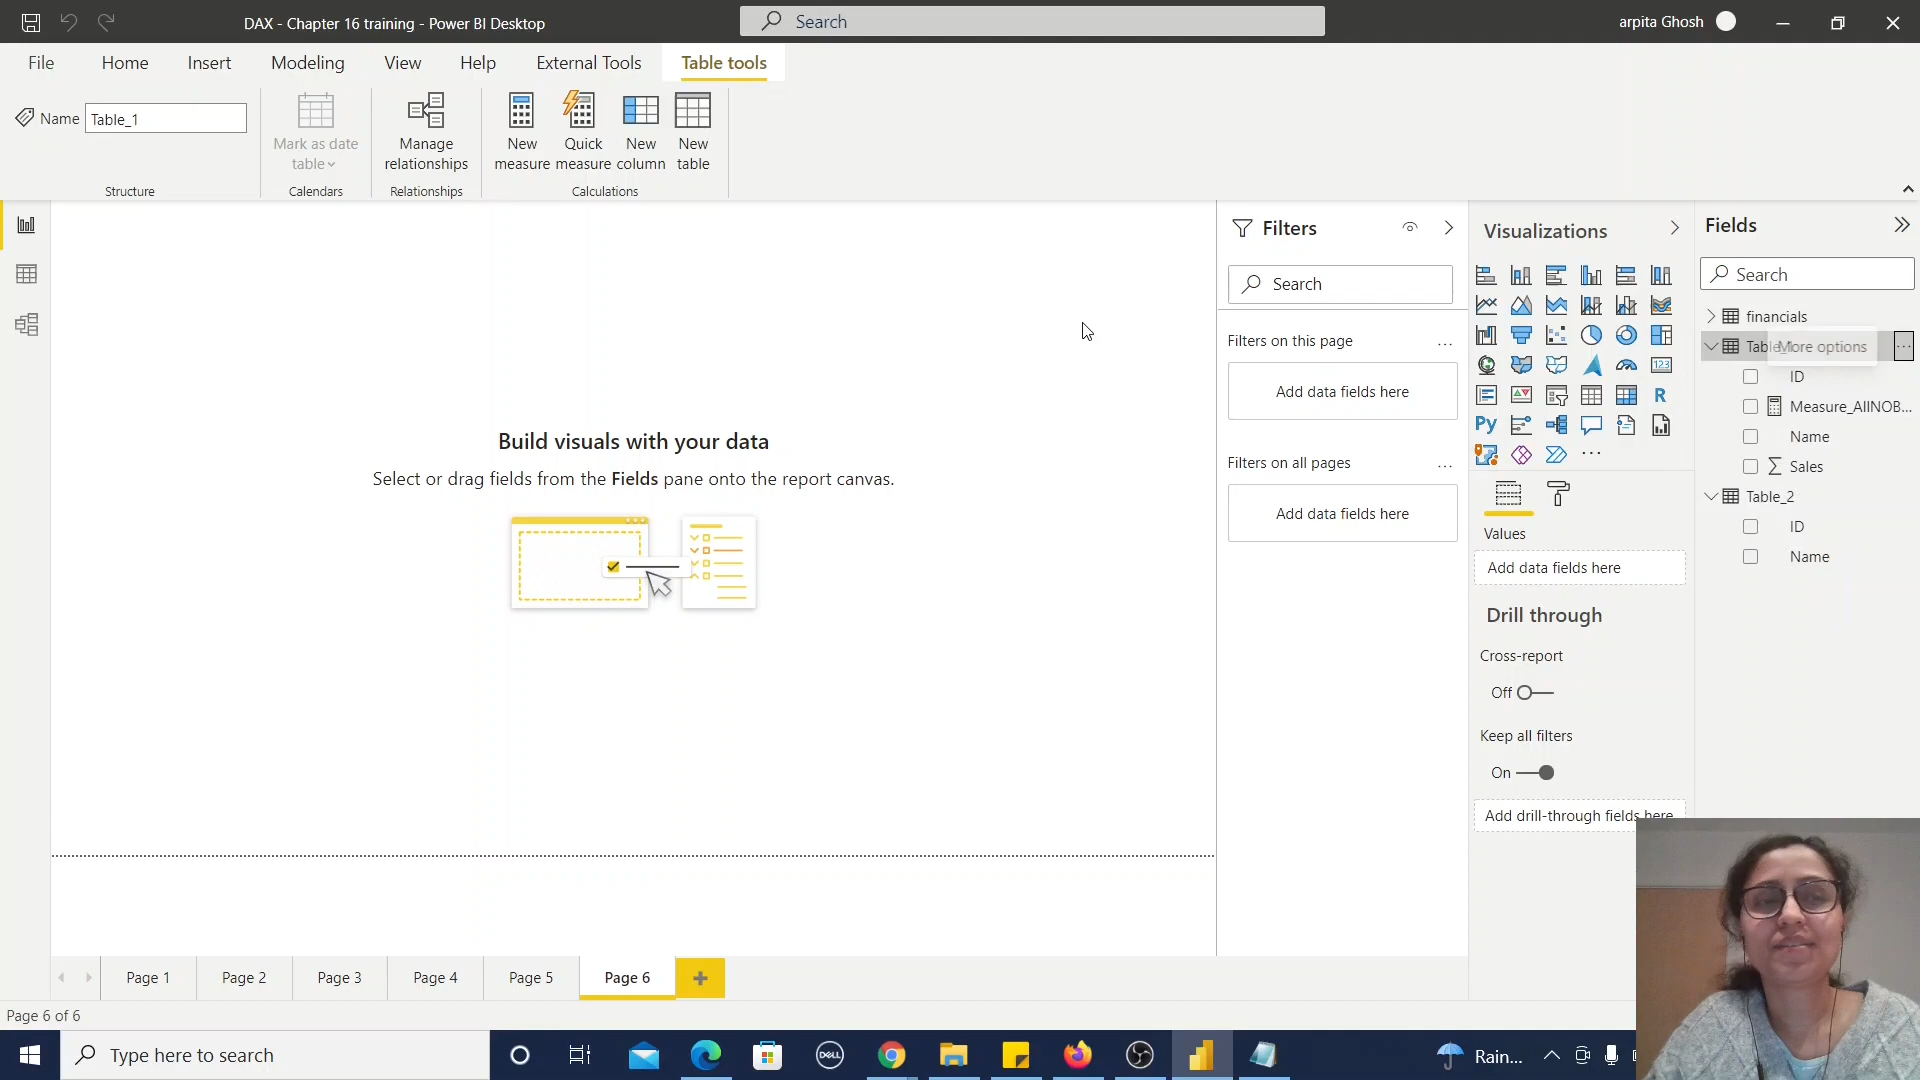 DAX - Chapter 16 training - Power BI Desktop
Search
arpita Ghosh
File
Home
Insert
Modeling
View
Help
External Tools
Table tools
Name
Table_1
Mark as date
table
Manage
relationships
New
measure
Quick
measure
New
column
New
table
Structure
Calendars
Relationships
Calculations
Filters
Search
Filters on this page
...
Add data fields here
Filters on all pages
...
Add data fields here
Visualizations
123
R
Py
...
Values
Add data fields here
Drill through
Cross-report
Off
Keep all filters
On
Add drill-through fields here
Fields
Search
financials
More options
...
ID
Measure_AllNOB...
Name
Sales
Table_2
ID
Name
Build visuals with your data
Select or drag fields from the Fields pane onto the report canvas.
Page 1
Page 2
Page 3
Page 4
Page 5
Page 6
+
Page 6 of 6
Type here to search
DELL
Rain...